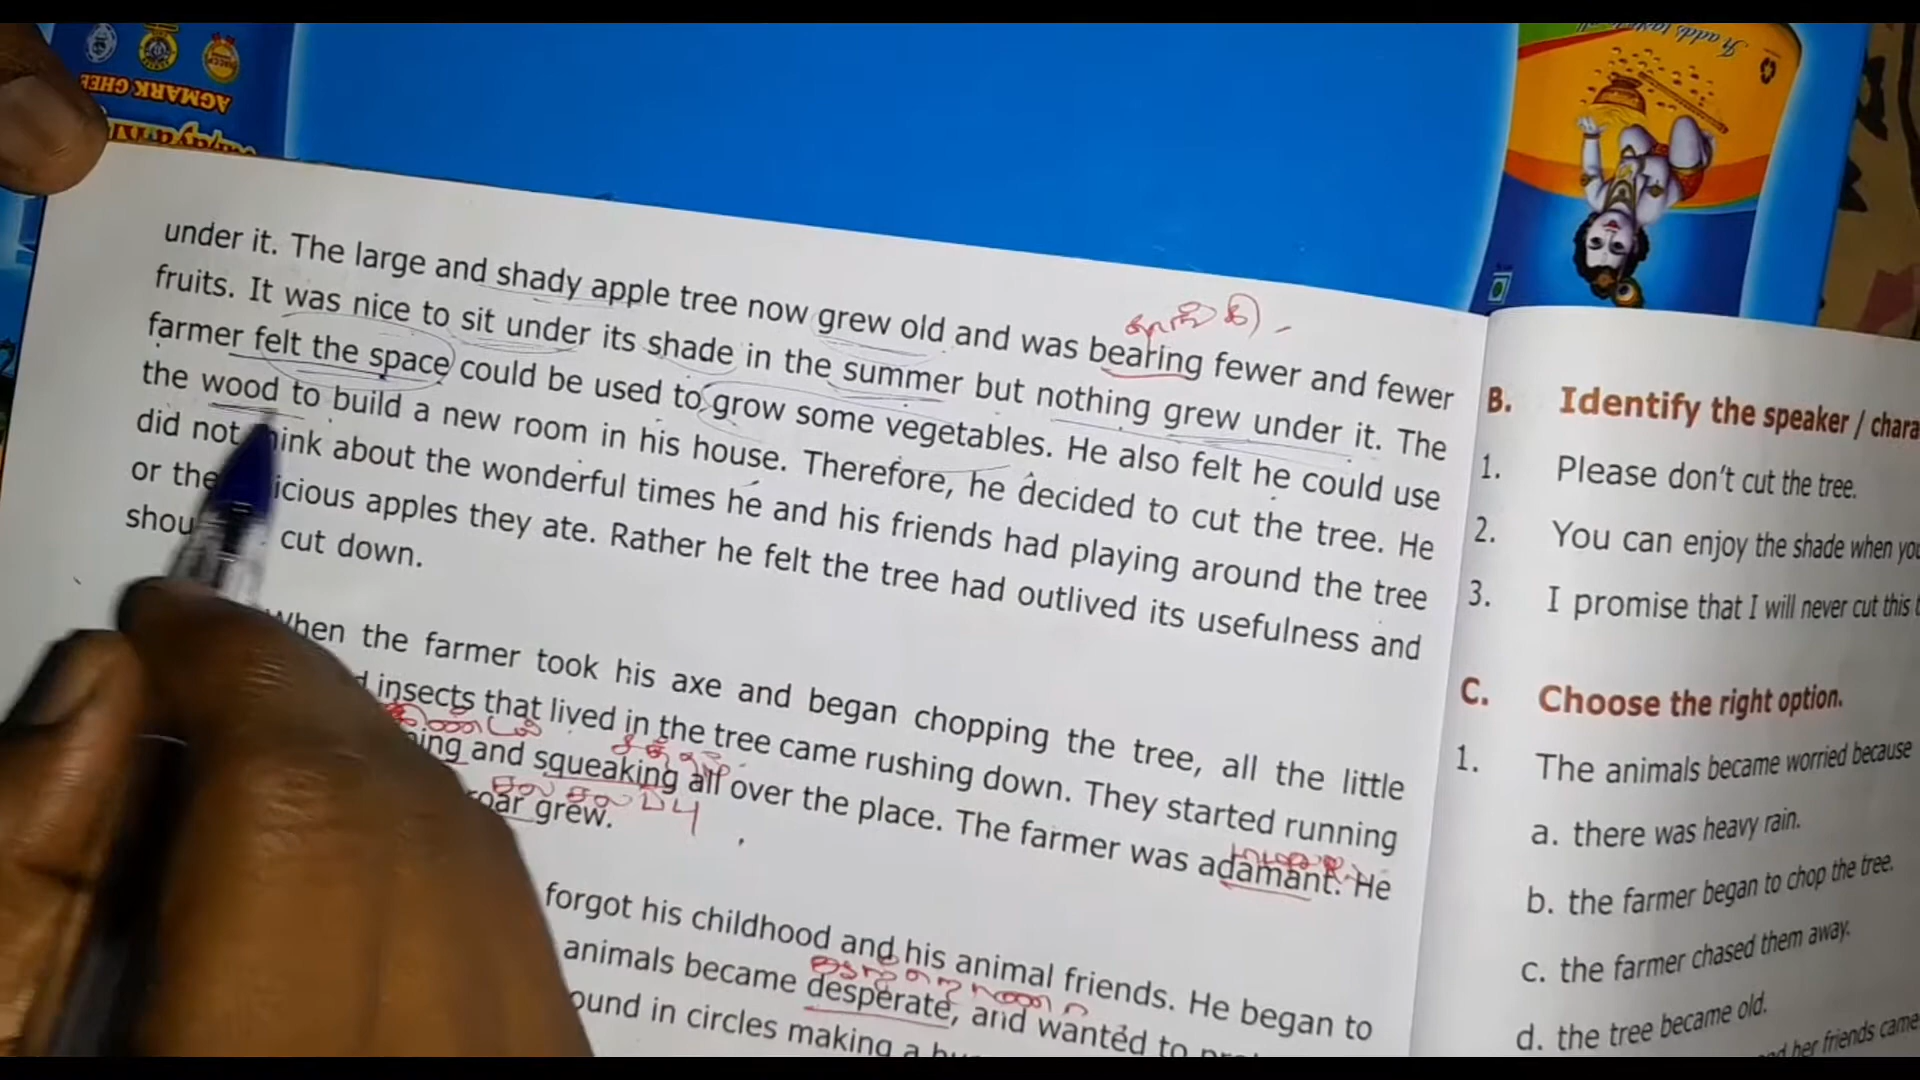 AGMARK GHEE
It adds
under it. The large and shady apple tree now grew old and was bearing fewer and fewer
fruits. It was nice to sit under its shade in the summer but nothing grew under it. The
farmer felt the space could be used to grow some vegetables. He also felt he could use
the wood to build a new room in his house. Therefore, he decided to cut the tree. He
did not think about the wonderful times he and his friends had playing around the tree
or the icious apples they ate. Rather he felt the tree had outlived its usefulness and
shou cut down.
When the farmer took his axe and began chopping the tree, all the little
insects that lived in the tree came rushing down. They started running
ning and squeaking all over the place. The farmer was adamant. He
roar grew.
forgot his childhood and his animal friends. He began to
animals became desperate, and wanted to
ound in circles making a
B. Identify the speaker / chara
1. Please don't cut the tree.
2. You can enjoy the shade when you
3. I promise that I will never cut this
C. Choose the right option.
1. The animals became worried because
a. there was heavy rain.
b. the farmer began to chop the tree.
c. the farmer chased them away.
d. the tree became old.
her friends came